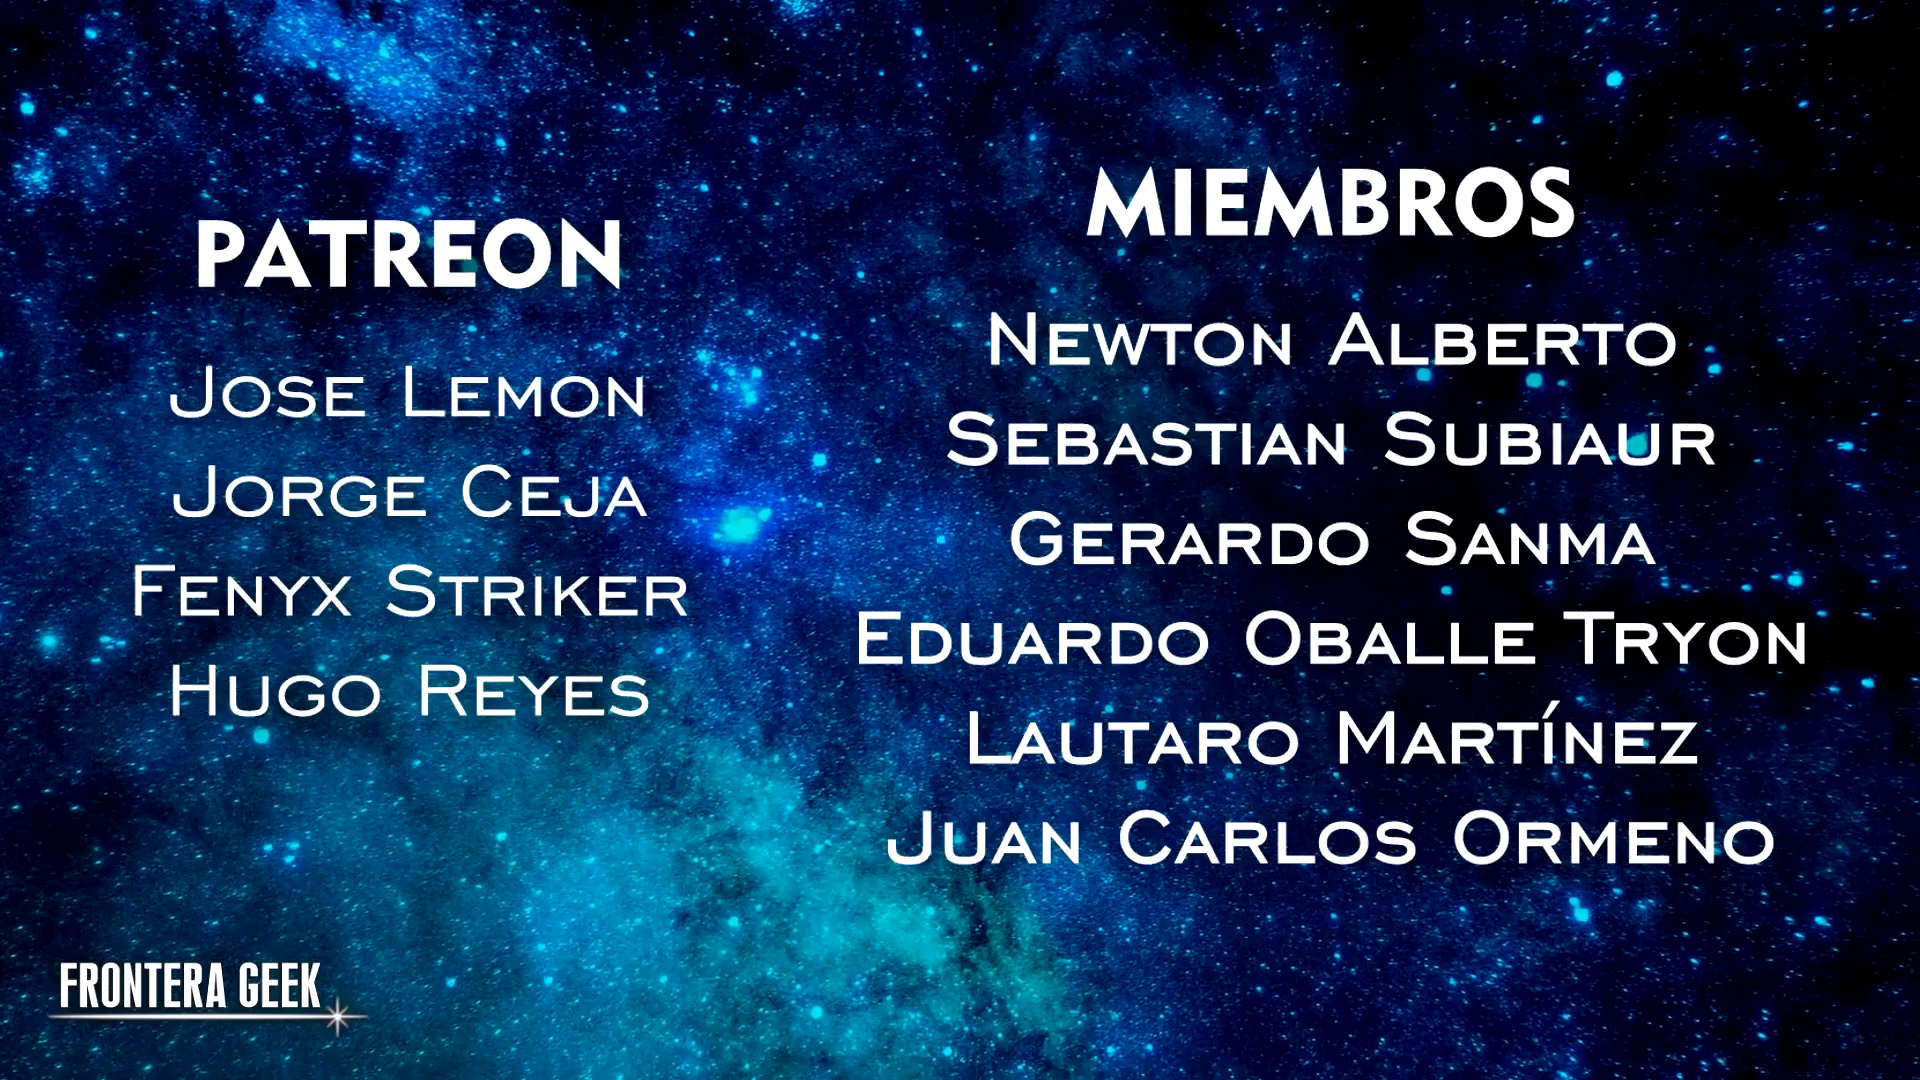 PATREON
JOSE LEMON
JORGE CEJA
FENYX STRIKER
HUGO REYES
MIEMBROS
NEWTON ALBERTO
SEBASTIAN SUBIAUR
GERARDO SANMA
EDUARDO OBALLE TRYON
LAUTARO MARTÍNEZ
JUAN CARLOS ORMENO
FRONTERA GEEK